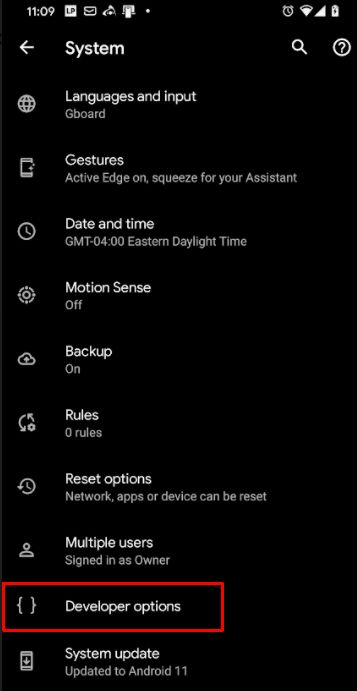 11:09
LP
System
Languages and input
Gboard
Gestures
Active Edge on, squeeze for your Assistant
Date and time
GMT-04:00 Eastern Daylight Time
Motion Sense
Off
Backup
On
Rules
0 rules
Reset options
Network, apps or device can be reset
Multiple users
Signed in as Owner
{ } Developer options
System update
Updated to Android 11